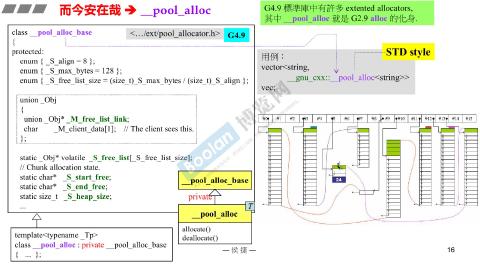 而今安在哉 ➔ __pool_alloc
G4.9 標準庫中有許多 extented allocators,
其中 __pool_alloc 就是 G2.9 alloc 的化身.
class __pool_alloc_base
<…/ext/pool_allocator.h> G4.9
{
protected:
enum { _S_align = 8 };
enum { _S_max_bytes = 128 };
enum { _S_free_list_size = (size_t)_S_max_bytes / (size_t)_S_align };
union _Obj
{
union _Obj* _M_free_list_link;
char _M_client_data[1]; // The client sees this.
};
static _Obj* volatile _S_free_list[_S_free_list_size];
// Chunk allocation state.
static char* _S_start_free;
static char* _S_end_free;
static size_t _S_heap_size;
...
template<typename _Tp>
class __pool_alloc : private __pool_alloc_base
{ ... };
__pool_alloc_base
private
T
__pool_alloc
allocate()
deallocate()
用例：
STD style
vector<string,
__gnu_cxx::__pool_alloc<string>>
vec;
Boolan 博览网
— 侯捷 —
16